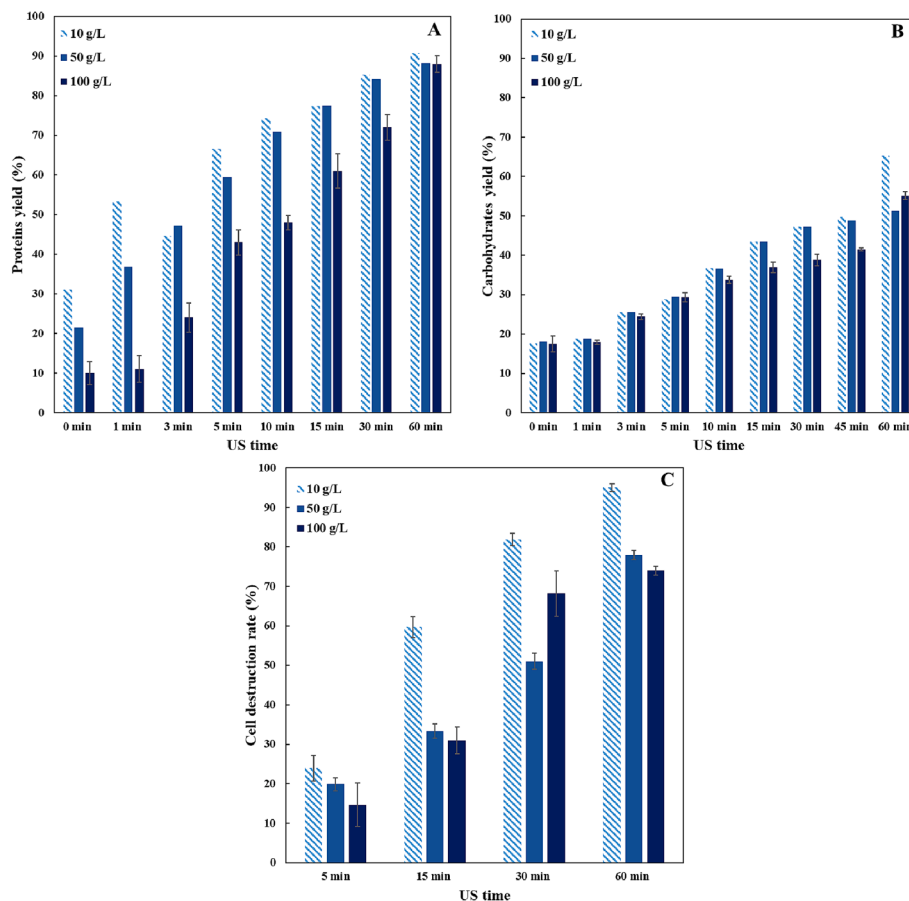 A
10 g/L
50 g/L
100 g/L
Proteins yield (%)
100
90
80
70
60
50
40
30
20
10
0
0 min 1 min 3 min 5 min 10 min 15 min 30 min 60 min
US time
B
10 g/L
50 g/L
100 g/L
Carbohydrates yield (%)
100
90
80
70
60
50
40
30
20
10
0
0 min 1 min 3 min 5 min 10 min 15 min 30 min 45 min 60 min
US time
C
10 g/L
50 g/L
100 g/L
Cell destruction rate (%)
100
90
80
70
60
50
40
30
20
10
0
5 min 15 min 30 min 60 min
US time